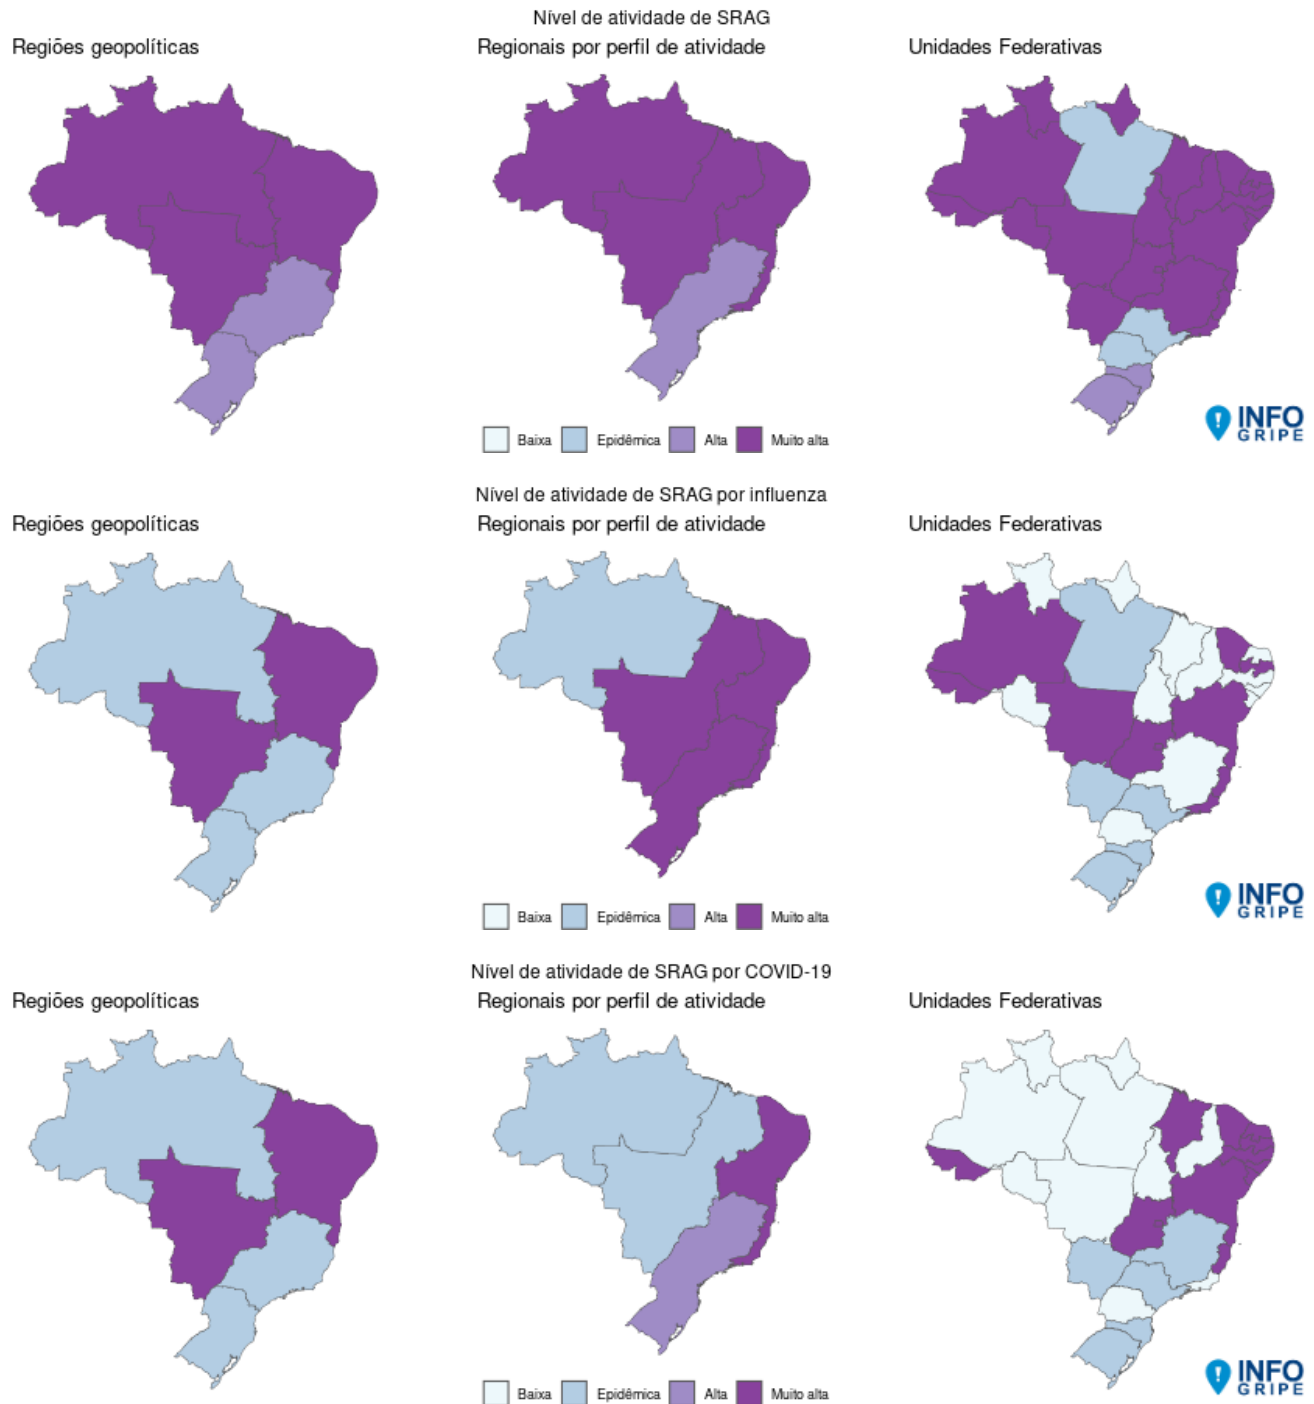 Nível de atividade de SRAG
Regiões geopolíticas
Regionais por perfil de atividade
Unidades Federativas
Baixa
Epidêmica
Alta
Muito alta
INFO
GRIPE
Nível de atividade de SRAG por influenza
Regiões geopolíticas
Regionais por perfil de atividade
Unidades Federativas
Baixa
Epidêmica
Alta
Muito alta
INFO
GRIPE
Nível de atividade de SRAG por COVID-19
Regiões geopolíticas
Regionais por perfil de atividade
Unidades Federativas
Baixa
Epidêmica
Alta
Muito alta
INFO
GRIPE